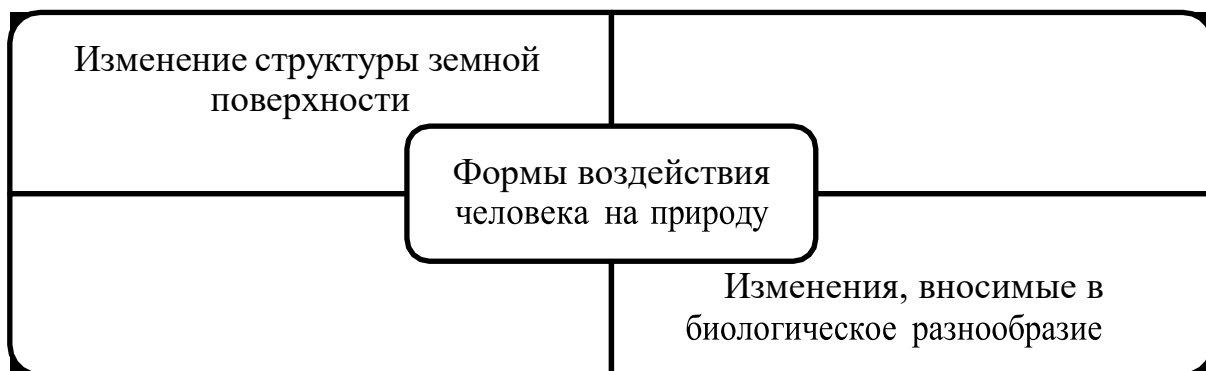 Изменение структуры земной
поверхности
Формы воздействия
человека на природу
Изменения, вносимые в
биологическое разнообразие